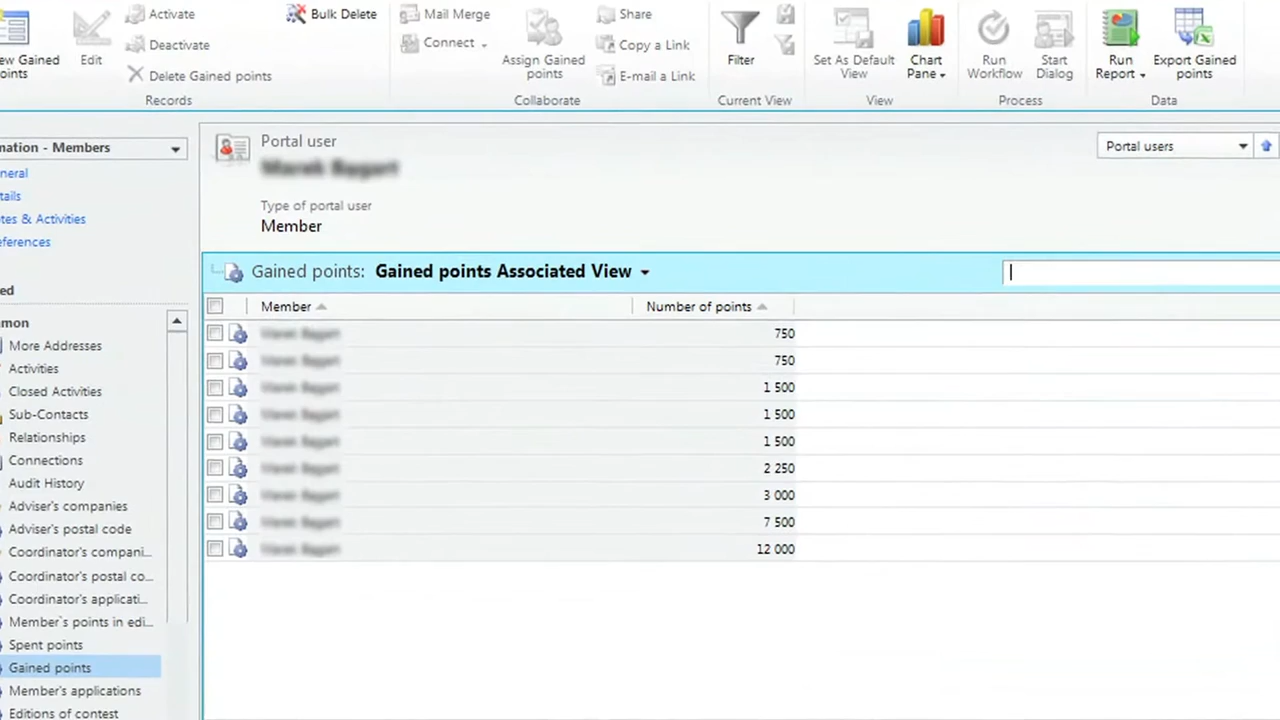 Activate
Bulk Delete
Mail Merge
Share
Deactivate
Connect
Copy a Link
ew Gained
points
Edit
Delete Gained points
Assign Gained
points
E-mail a Link
Filter
Set As Default
View
Chart
Pane
Run
Workflow
Start
Dialog
Run
Report
Export Gained
points
Records
Collaborate
Current View
View
Process
Data
mation - Members
Portal user
Portal users
neral
tails
tes & Activities
eferences
Type of portal user
Member
Gained points: Gained points Associated View
ed
Member
Number of points
mmon
750
More Addresses
750
Activities
1 500
Closed Activities
1 500
Sub-Contacts
1 500
Relationships
2 250
Connections
3 000
Audit History
7 500
Adviser's companies
12 000
Adviser's postal code
Coordinator's compani...
Coordinator's postal co...
Coordinator's applicati...
Member`s points in edi...
Spent points
Gained points
Member's applications
Editions of contest